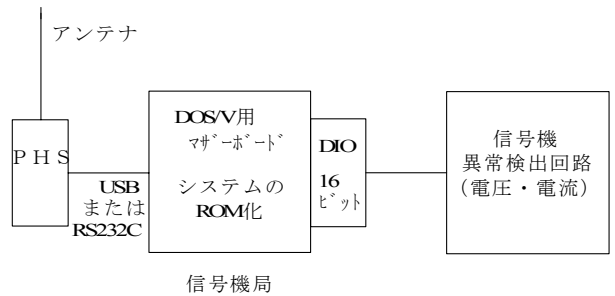 アンテナ
PHS
USB
または
RS232C
DOS/V用
ﾏｻﾞｰﾎﾞｰﾄﾞ
システムの
ROM化
DIO
16
ﾋﾞｯﾄ
信号機
異常検出回路
（電圧・電流）
信号機局